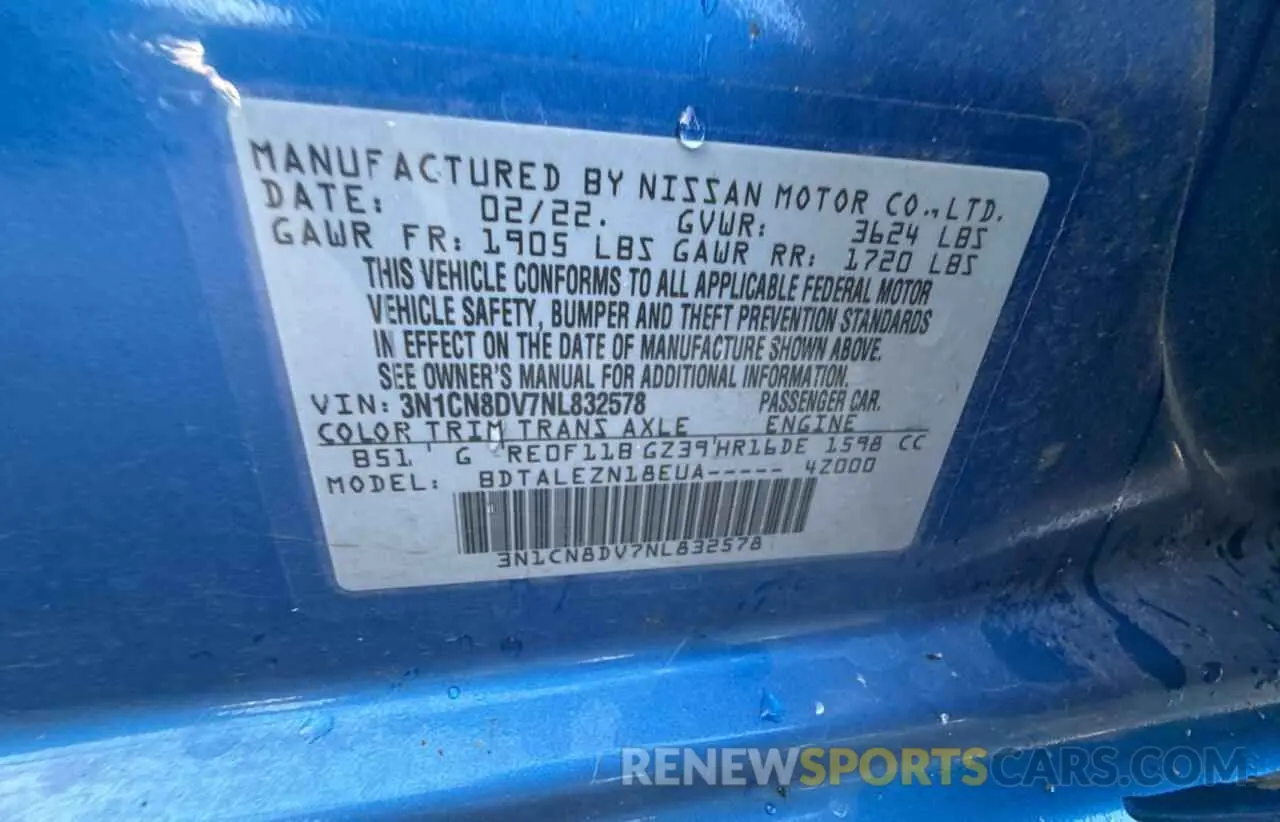 MANUFACTURED BY NISSAN MOTOR CO., LTD.
DATE: 02/22. GVWR: 3624 LBS
GAWR FR: 1905 LBS GAWR RR: 1720 LBS
THIS VEHICLE CONFORMS TO ALL APPLICABLE FEDERAL MOTOR
VEHICLE SAFETY, BUMPER AND THEFT PREVENTION STANDARDS
IN EFFECT ON THE DATE OF MANUFACTURE SHOWN ABOVE.
SEE OWNER'S MANUAL FOR ADDITIONAL INFORMATION.
VIN: 3N1CN8DV7NL832578 PASSENGER CAR.
COLOR TRIM TRANS AXLE ENGINE
B51 ' G ' RE0F11B GZ39 ' HR16DE 1598 CC
MODEL: BDTALEZN18EUA----- 4Z000
3N1CN8DV7NL832578
RENEWSPORTSCARS.COM